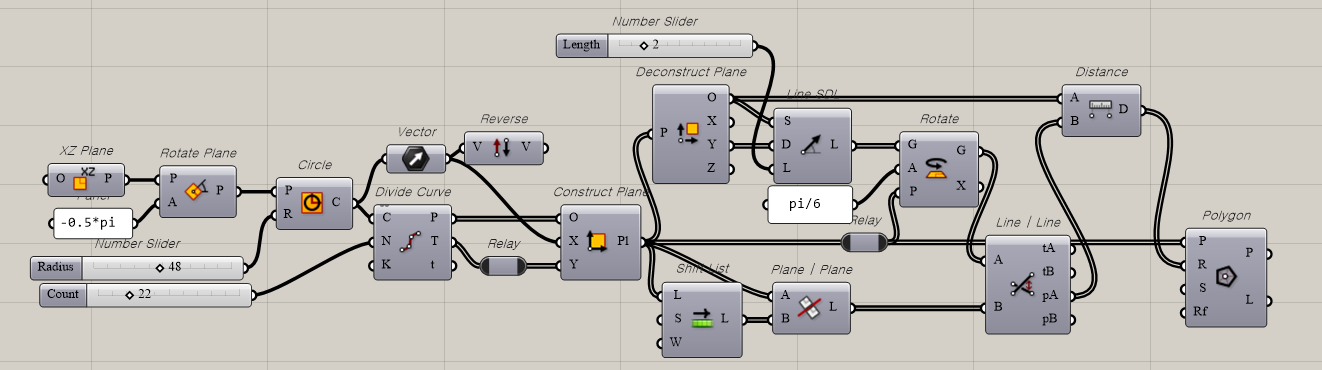 Number Slider
Length 2
Deconstruct Plane
P O X Y Z
Line SDL
S D L L
Distance
A B D
Rotate
G A P G X
pi/6
Relay
Vector
Reverse
V V
XZ Plane
O XZ P
Rotate Plane
P A P
Panel
-0.5*pi
Circle
P R C
Number Slider
Radius 48
Count 22
Divide Curve
C N K P T t
Relay
Construct Plane
O X Y Pl
Shift List
L S W L
Plane | Plane
A B L
Line | Line
A B tA tB pA pB
Polygon
P R S Rf P L